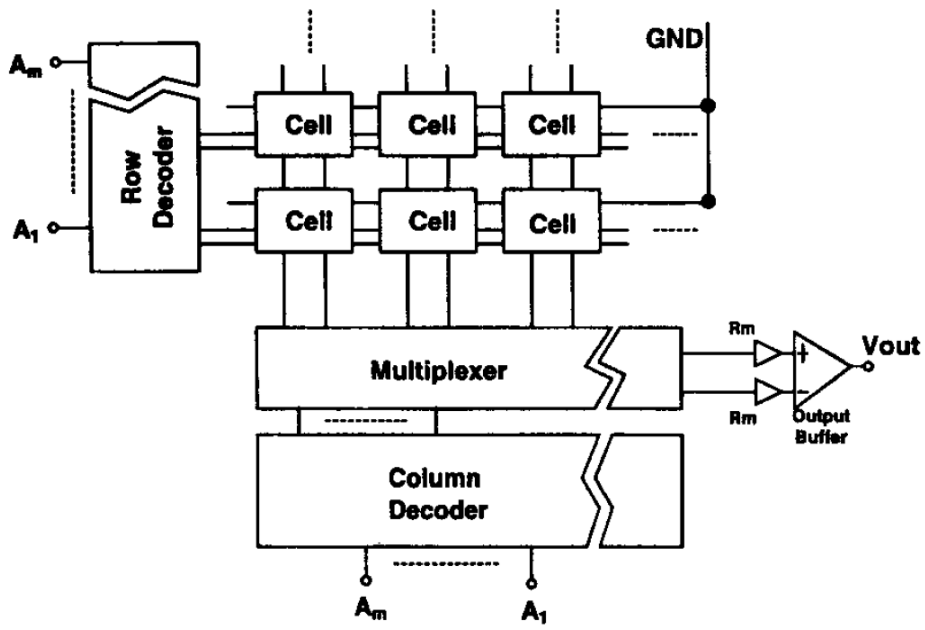 GND
Am
Cell Cell Cell
Row
Decoder
A1
Cell Cell Cell
Rm
Multiplexer
+
Vout
−
Rm
Output
Buffer
Column
Decoder
Am
A1